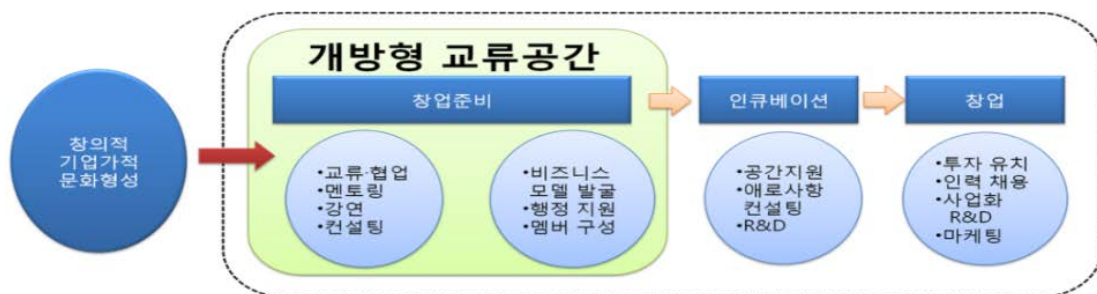 개방형 교류공간
창업준비
인큐베이션
창업
창의적
기업가적
문화형성
•교류·협업
•멘토링
•강연
•컨설팅
•비즈니스
모델 발굴
•행정 지원
•멤버 구성
•공간지원
•애로사항
컨설팅
•R&D
•투자 유치
•인력 채용
•사업화
R&D
•마케팅